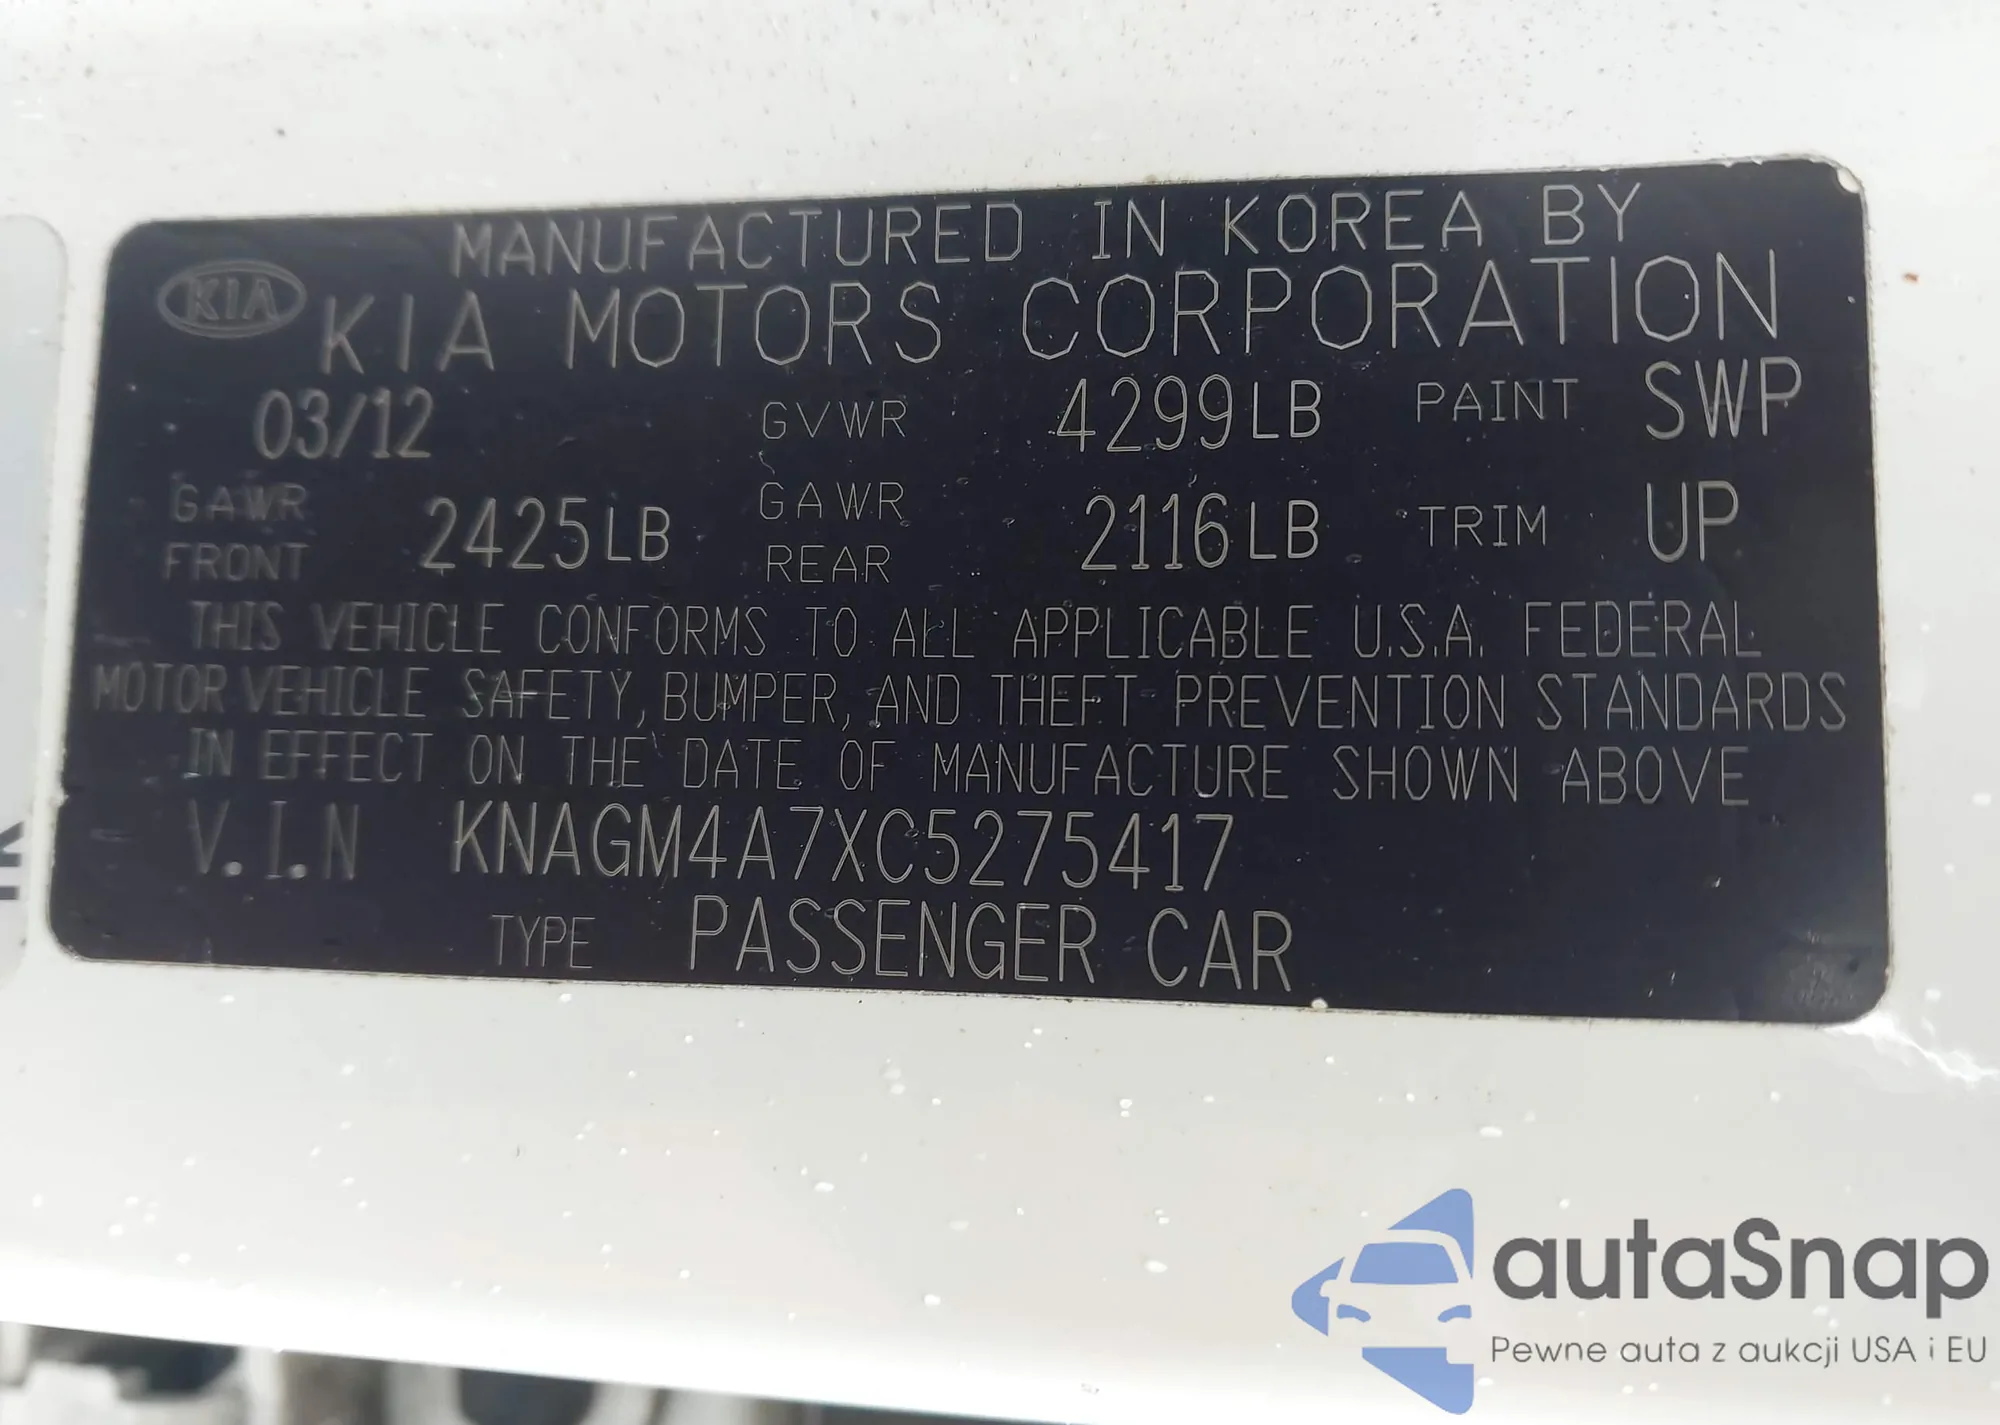 MANUFACTURED IN KOREA BY
KIA KIA MOTORS CORPORATION
03/12 GVWR 4299LB PAINT SWP
GAWR FRONT 2425LB GAWR REAR 2116LB TRIM UP
THIS VEHICLE CONFORMS TO ALL APPLICABLE U.S.A. FEDERAL
MOTOR VEHICLE SAFETY, BUMPER, AND THEFT PREVENTION STANDARDS
IN EFFECT ON THE DATE OF MANUFACTURE SHOWN ABOVE
V.I.N KNAGM4A7XC5275417
TYPE PASSENGER CAR
autaSnap
Pewne auta z aukcji USA i EU